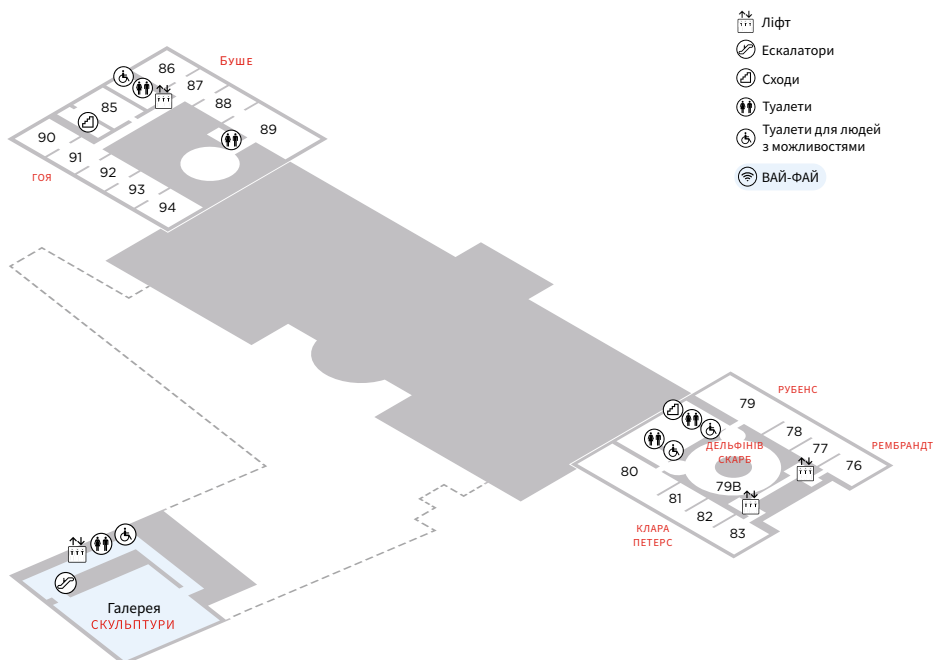 Ліфт
Ескалатори
Сходи
Туалети
Туалети для людей
з можливостями
ВАЙ-ФАЙ
БУШЕ
86
87
85
88
89
90
91
92
93
94
ГОЯ
РУБЕНС
79
78
77
РЕМБРАНДТ
76
ДЕЛЬФІНІВ
СКАРБ
80
79B
81
82
83
КЛАРА
ПЕТЕРС
Галерея
СКУЛЬПТУРИ